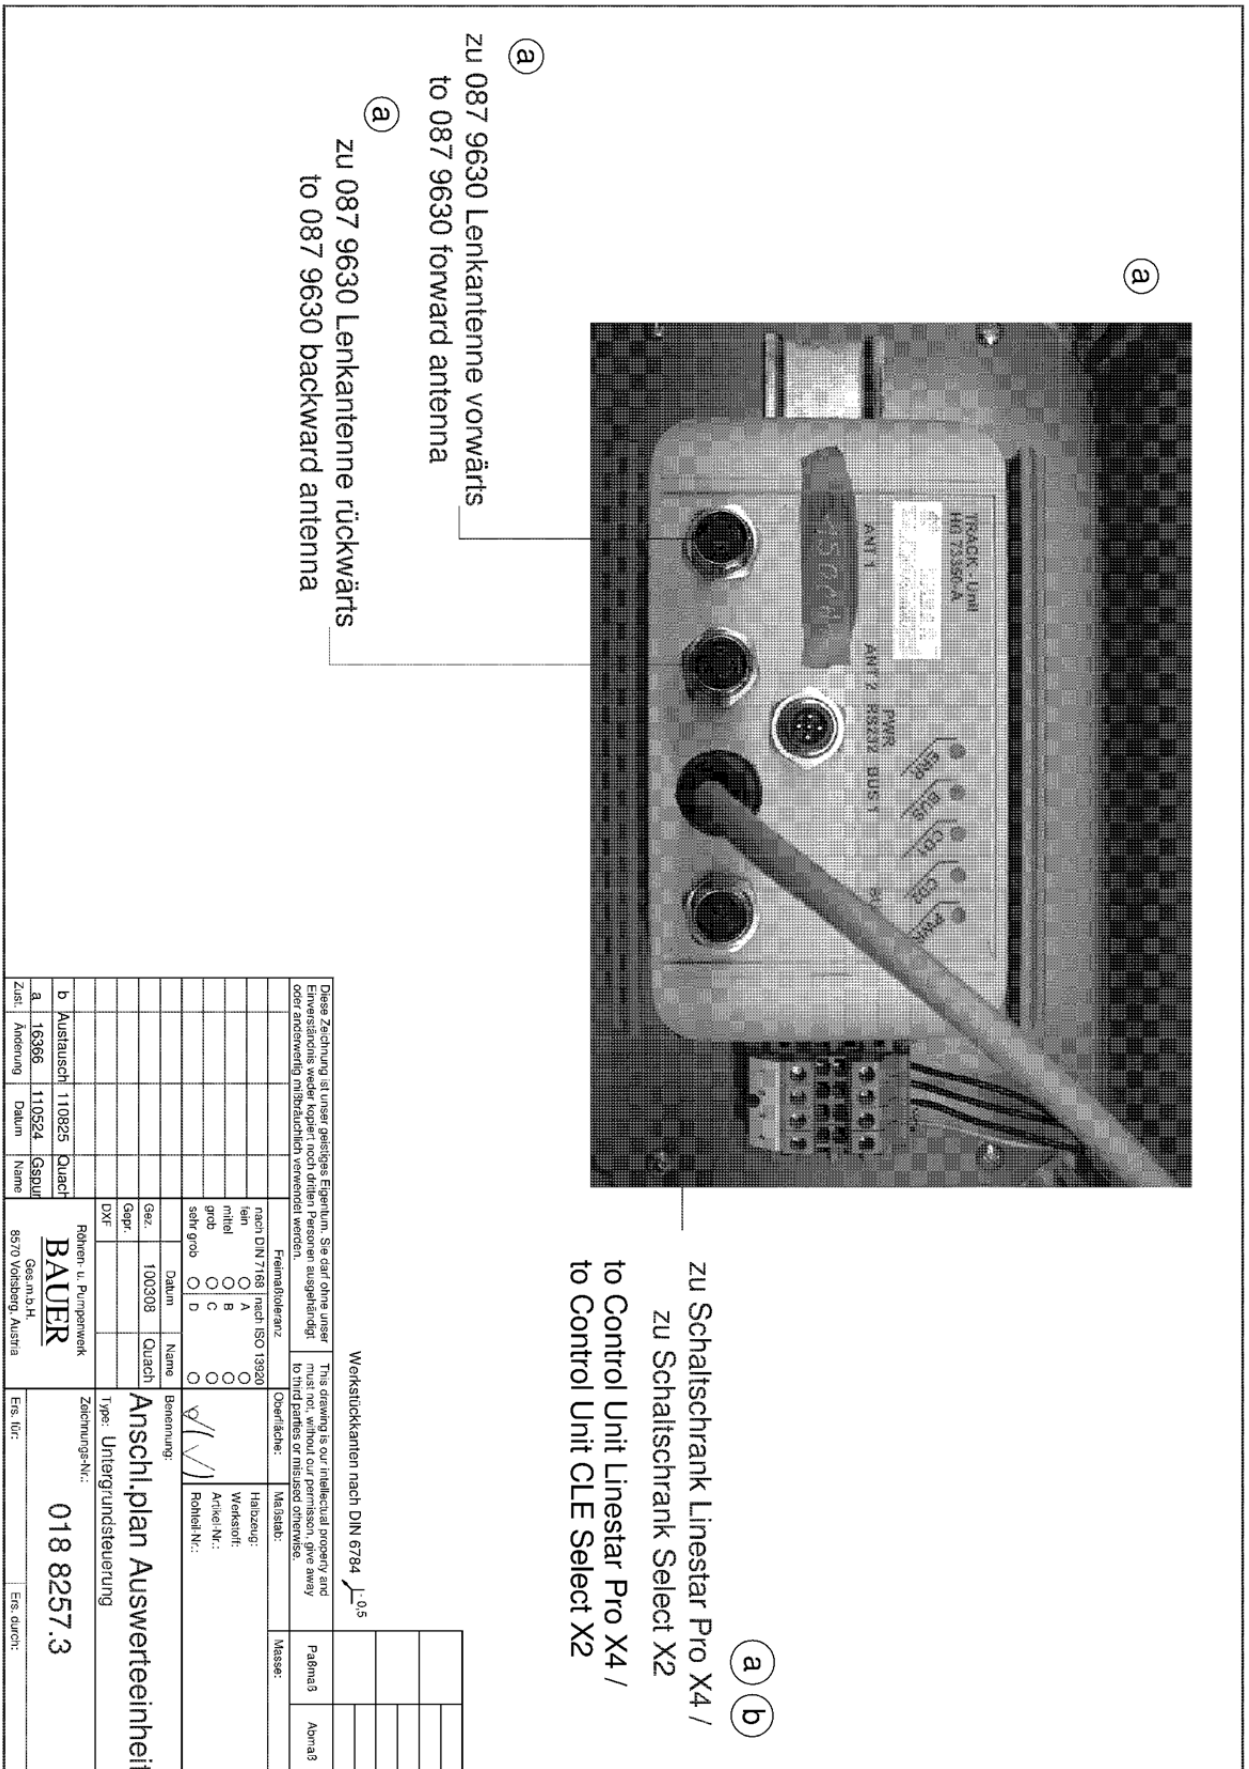 a
zu 087 9630 Lenkantenne vorwärts
to 087 9630 forward antenna
a
zu 087 9630 Lenkantenne rückwärts
to 087 9630 backward antenna
a
TRACK - Unit
HG 73350-A
ANT 1
ANT 2
PWR
RS232
BUS 1
ERR
BUS
CD1
CD2
PWR
a b
zu Schaltschrank Linestar Pro X4 /
zu Schaltschrank Select X2
to Control Unit Linestar Pro X4 /
to Control Unit CLE Select X2
Werkstückkanten nach DIN 6784
-0,5
Paßmaß
Abmaß
Diese Zeichnung ist unser geistiges Eigentum. Sie darf ohne unser
Einverständnis weder kopiert noch dritten Personen ausgehändigt
oder anderwertig mißbräuchlich verwendet werden.
This drawing is our intellectual property and
must not, without our permisson, give away
to third parties or misused otherwise.
Freimaßtoleranz
nach DIN 7168
nach ISO 13920
fein
A
mittel
B
grob
C
sehr grob
D
Oberfläche:
Maßstab:
Masse:
Halbzeug:
Werkstoff:
Artikel-Nr.:
Rohteil-Nr.:
Datum
Name
Gez.
100308
Quach
Gepr.
DXF
Benennung:
Anschl.plan Auswerteeinheit
Type: Untergrundsteuerung
b Austausch 110825 Quach
a 16366 110524 Gspur
Zust. Änderung Datum Name
Röhren- u. Pumpenwerk
BAUER
Ges.m.b.H.
8570 Voitsberg, Austria
Zeichnungs-Nr.:
018 8257.3
Ers. für:
Ers. durch: